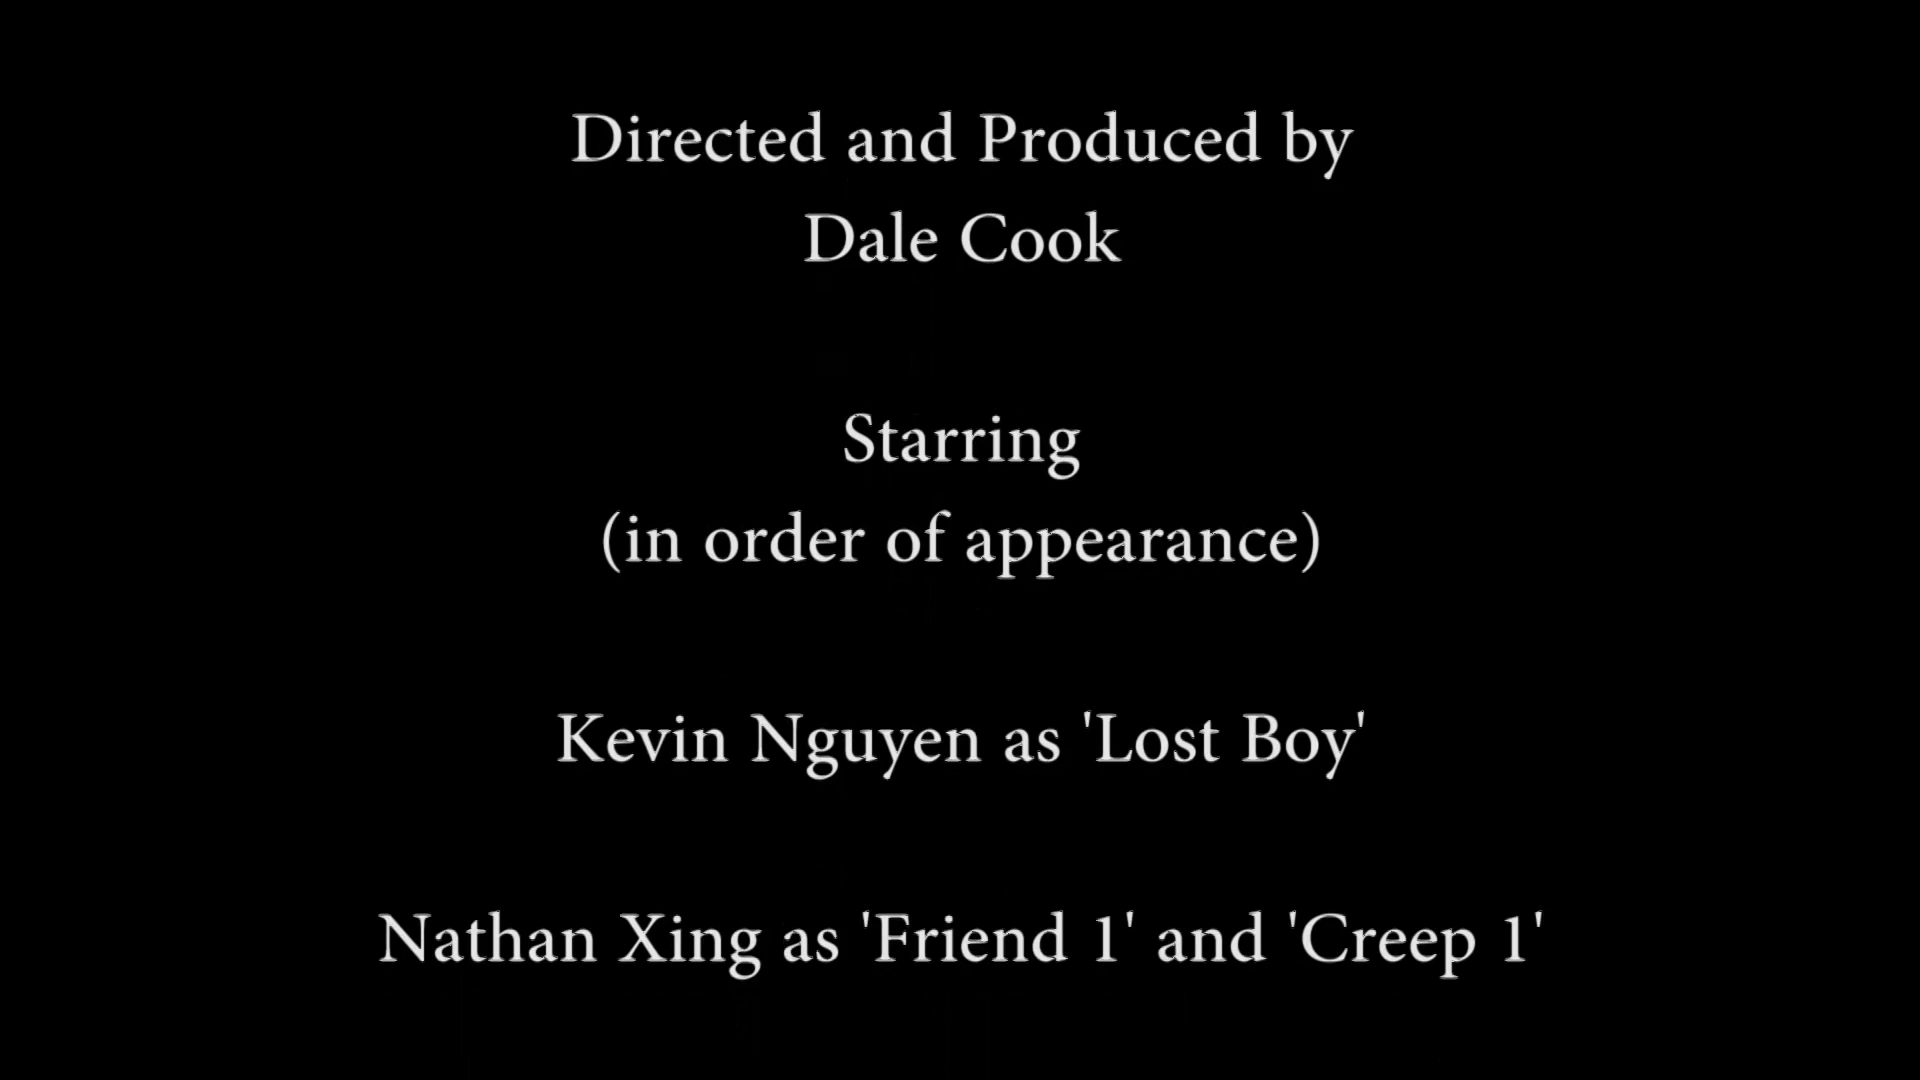 Directed and Produced by
Dale Cook
Starring
(in order of appearance)
Kevin Nguyen as 'Lost Boy'
Nathan Xing as 'Friend 1' and 'Creep 1'